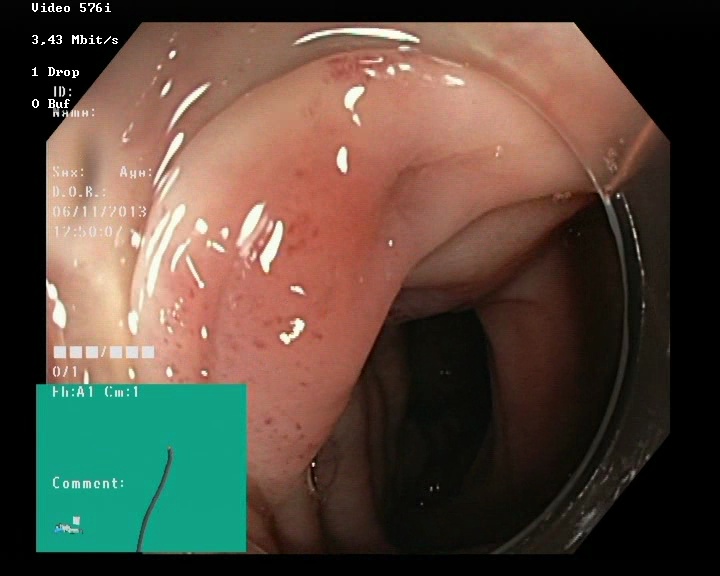 Video 576i
3,43 Mbit/s
1 Drop
ID:
0 Buf
Name:
Sex: Age:
D.O.R.:
06/11/2013
12:50:07
0/1
Ph:A1 Cm:1
Comment: